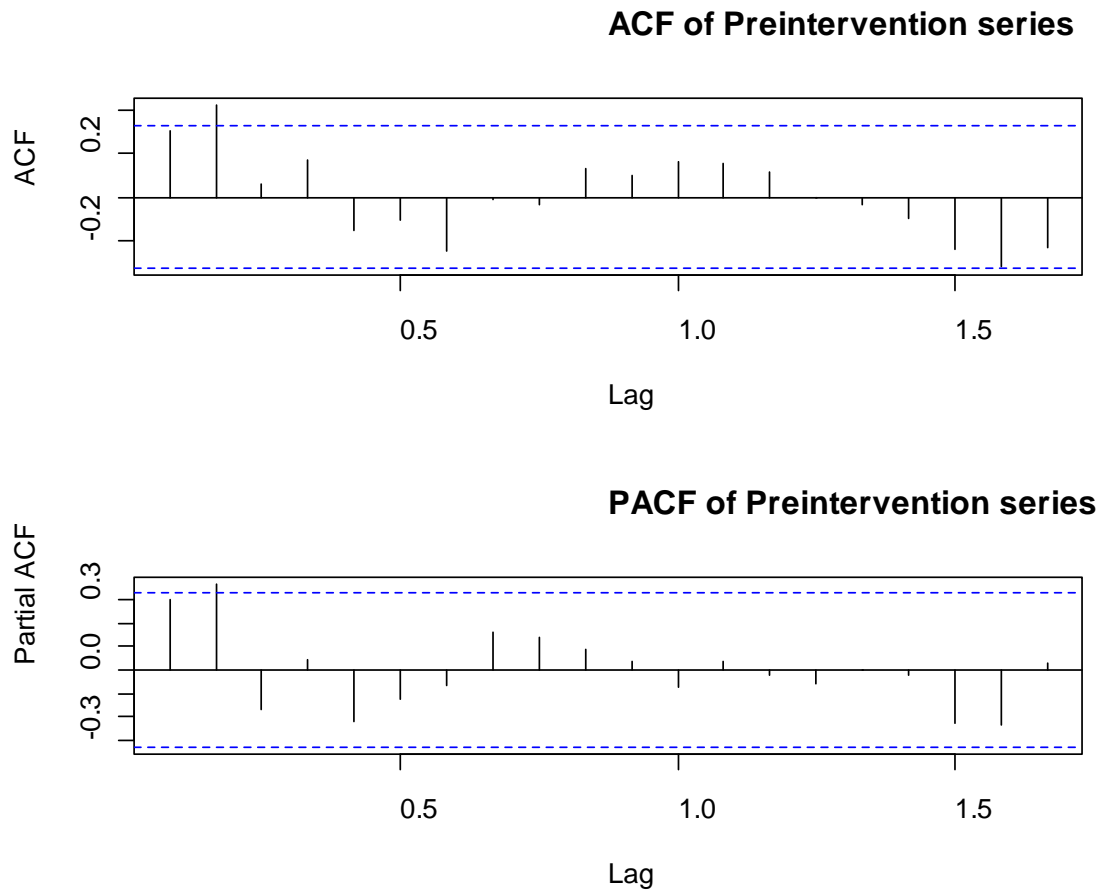 ACF of Preintervention series
ACF
0.2
-0.2
0.5 1.0 1.5
Lag
PACF of Preintervention series
Partial ACF
0.3
0.0
-0.3
0.5 1.0 1.5
Lag